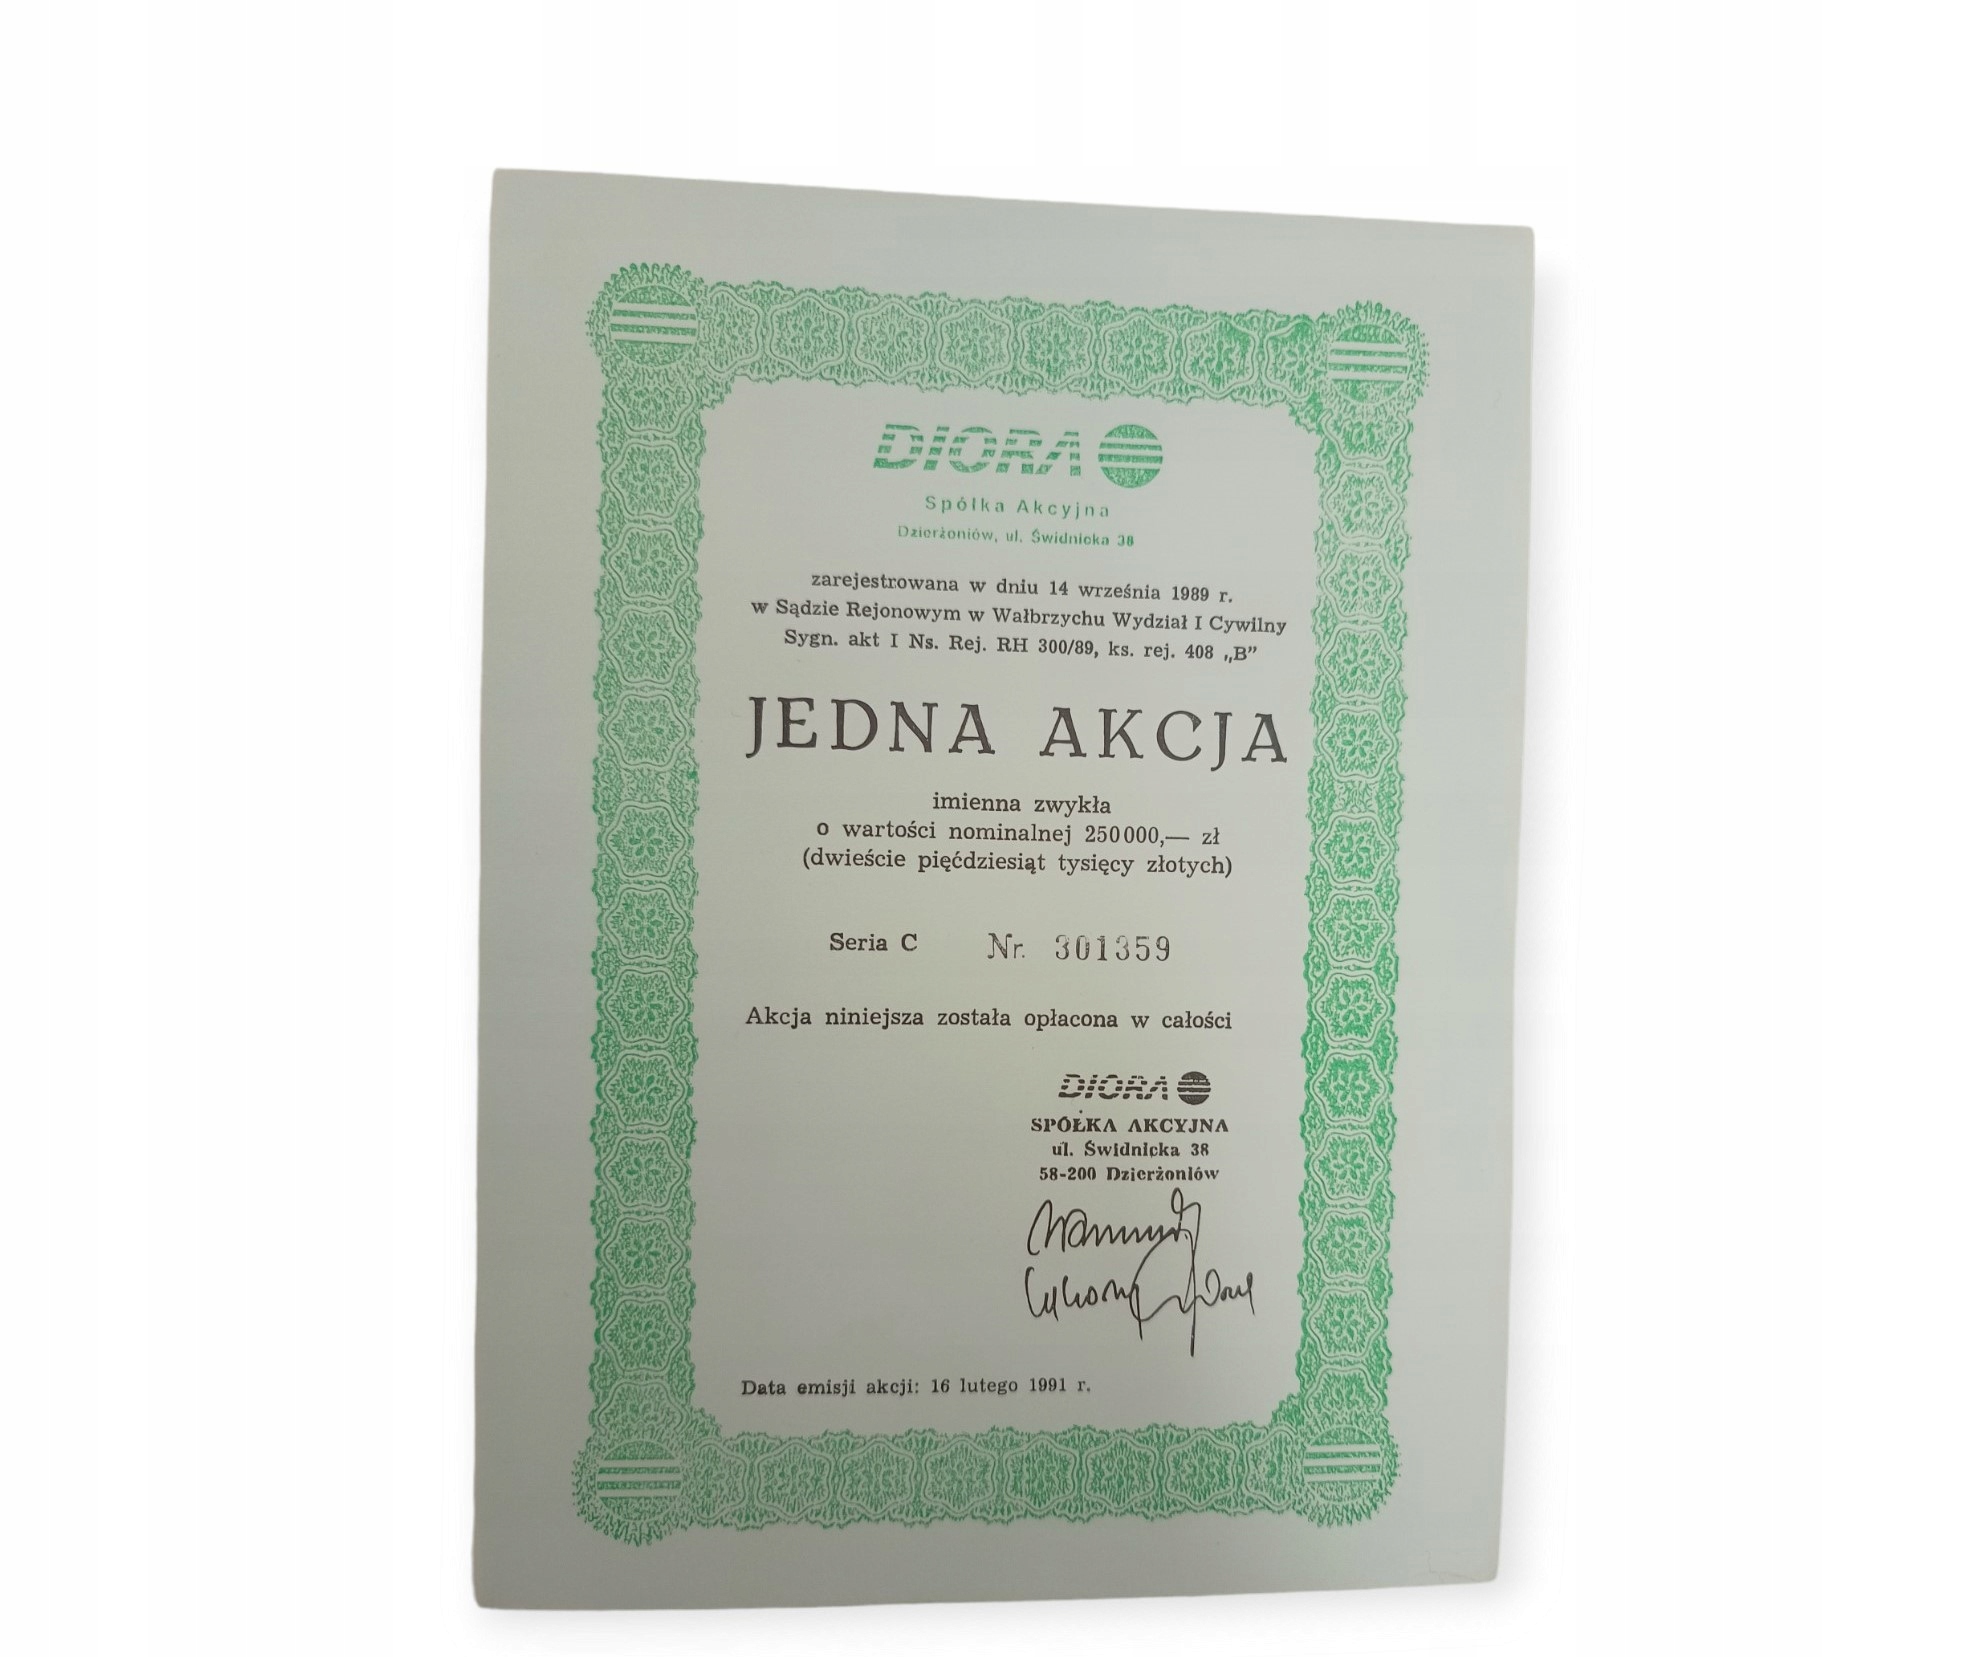 DIORA
Spółka Akcyjna
Dzierżoniów, ul. Świdnicka 38
zarejestrowana w dniu 14 września 1989 r.
w Sądzie Rejonowym w Wałbrzychu Wydział I Cywilny
Sygn. akt I Ns. Rej. RH 300/89, ks. rej. 408 „B”
JEDNA AKCJA
imienna zwykła
o wartości nominalnej 250 000,— zł
(dwieście pięćdziesiąt tysięcy złotych)
Seria C Nr. 301359
Akcja niniejsza została opłacona w całości
DIORA
SPÓŁKA AKCYJNA
ul. Świdnicka 38
58-200 Dzierżoniów
Data emisji akcji: 16 lutego 1991 r.